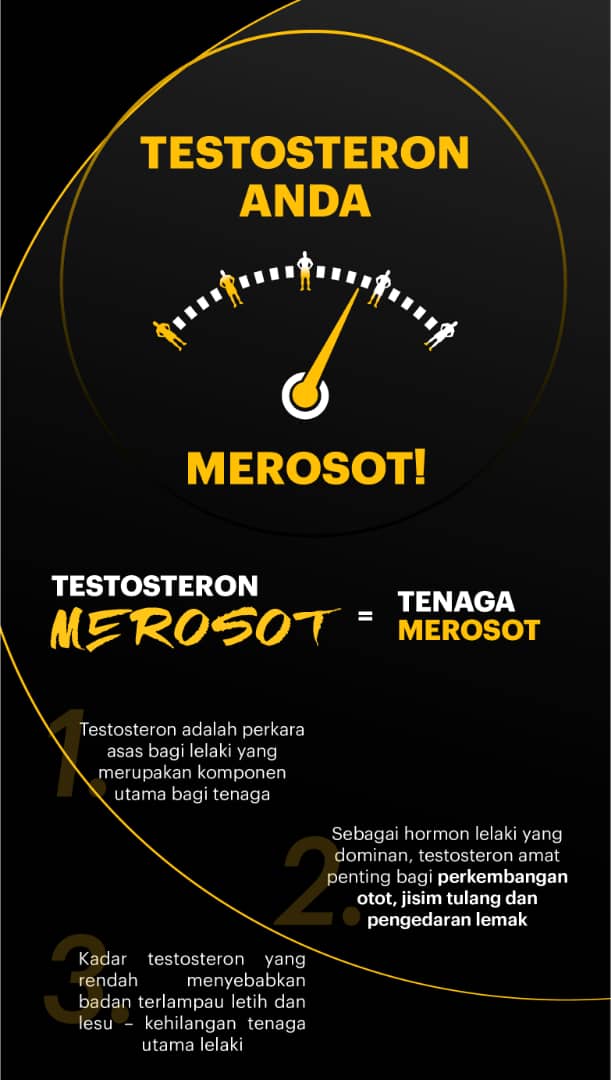 TESTOSTERON
ANDA
MEROSOT!
TESTOSTERON
MEROSOT
=
TENAGA
MEROSOT
1.
Testosteron adalah perkara
asas bagi lelaki yang
merupakan komponen
utama bagi tenaga
2.
Sebagai hormon lelaki yang
dominan, testosteron amat
penting bagi perkembangan
otot, jisim tulang dan
pengedaran lemak
3.
Kadar testosteron yang
rendah menyebabkan
badan terlampau letih dan
lesu – kehilangan tenaga
utama lelaki